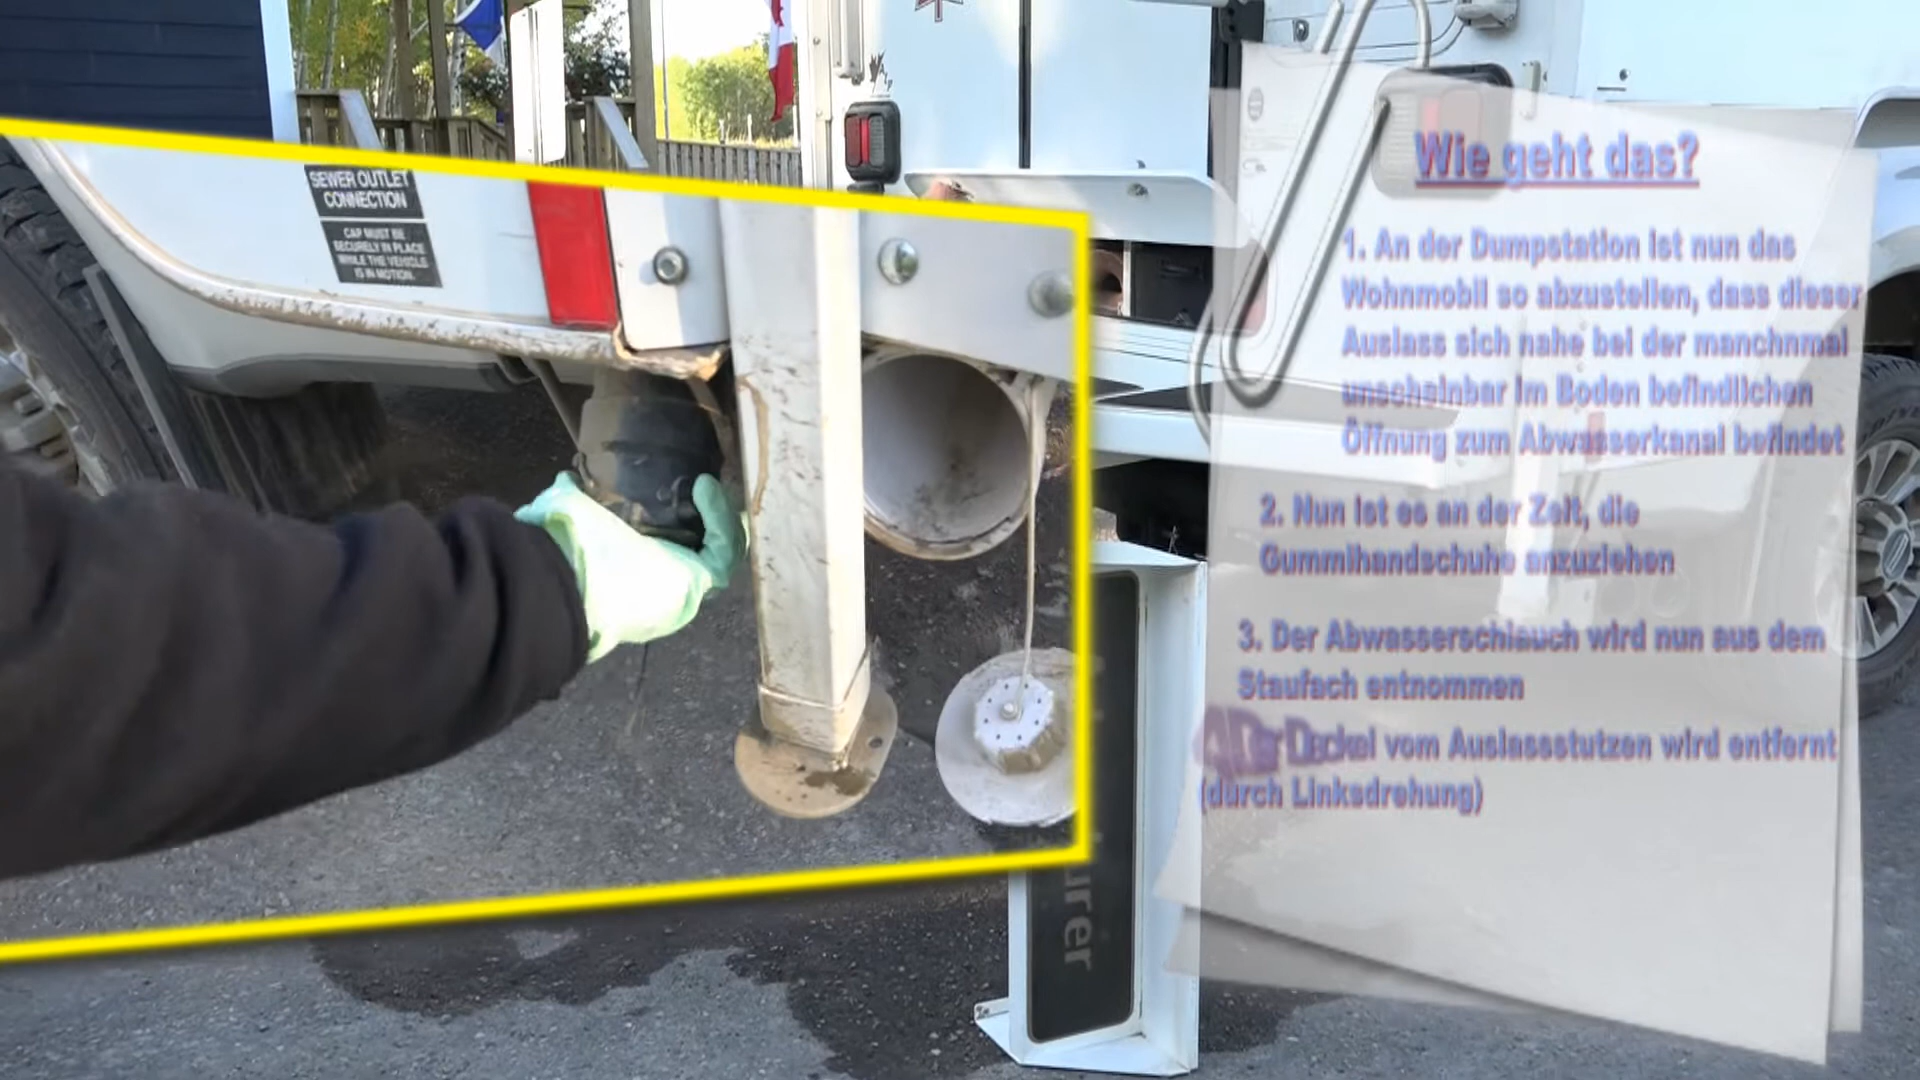 SEWER OUTLET
CONNECTION
CAP MUST BE
SECURELY IN PLACE
WHILE THE VEHICLE
IS IN MOTION.
Wie geht das?
1. An der Dumpstation ist nun das
Wohnmobil so abzustellen, dass dieser
Auslass sich nahe bei der manchnmal
unscheinbar im Boden befindlichen
Öffnung zum Abwasserkanal befindet
2. Nun ist es an der Zeit, die
Gummihandschuhe anzuziehen
3. Der Abwasserschlauch wird nun aus dem
Staufach entnommen
Deckel vom Auslassstutzen wird entfernt
(durch Linksdrehung)